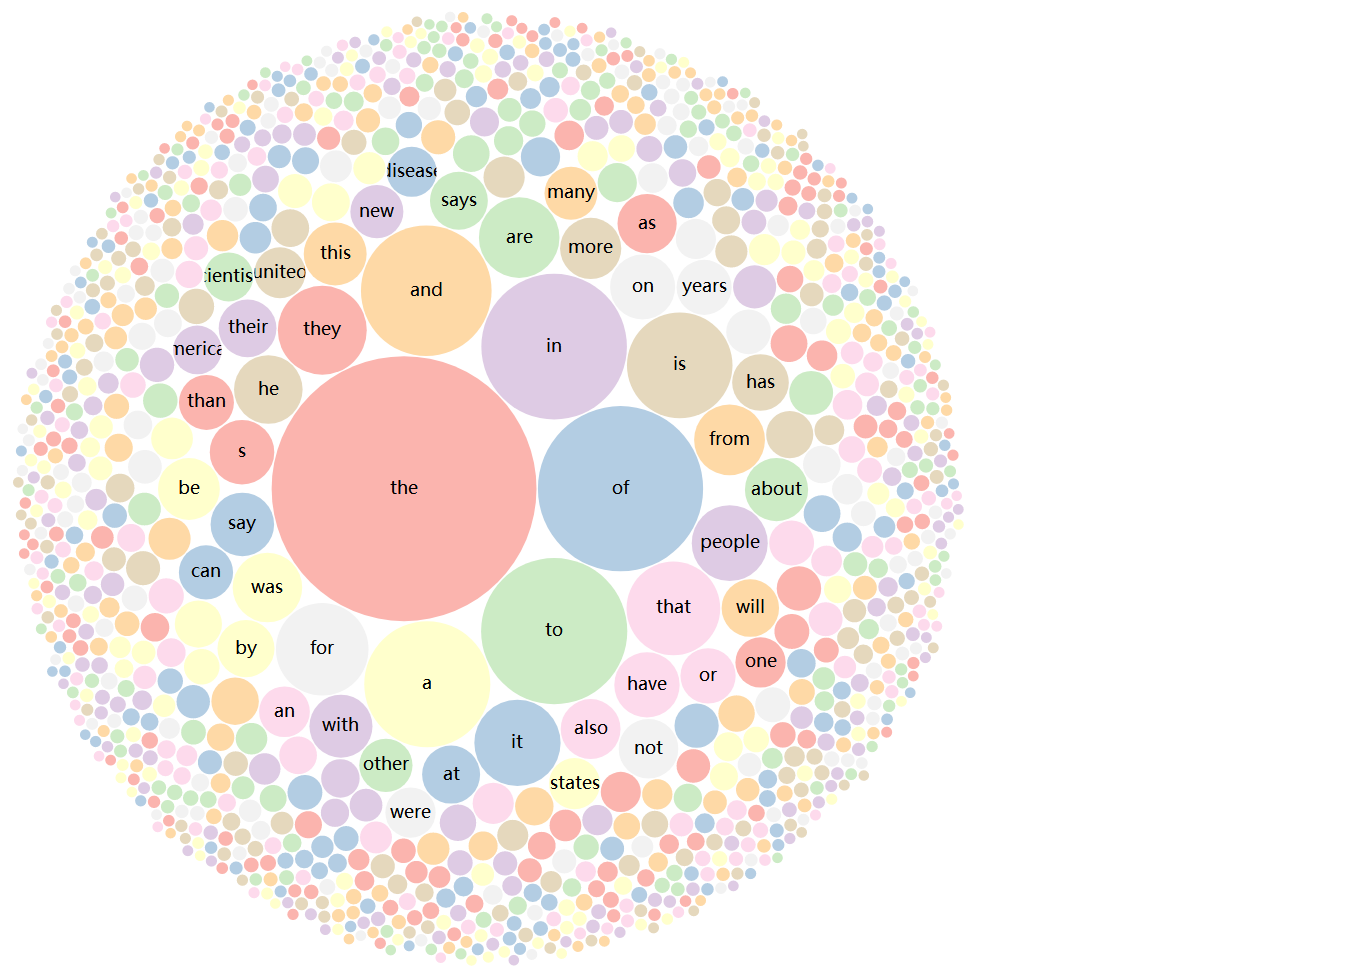 disease
many
says
new
as
are
more
this
cientis
united
on
years
and
their
they
in
merica
is
has
he
than
from
s
the
of
be
about
say
people
can
was
that
will
to
by
for
one
or
have
a
an
with
also
it
not
other
at
states
were